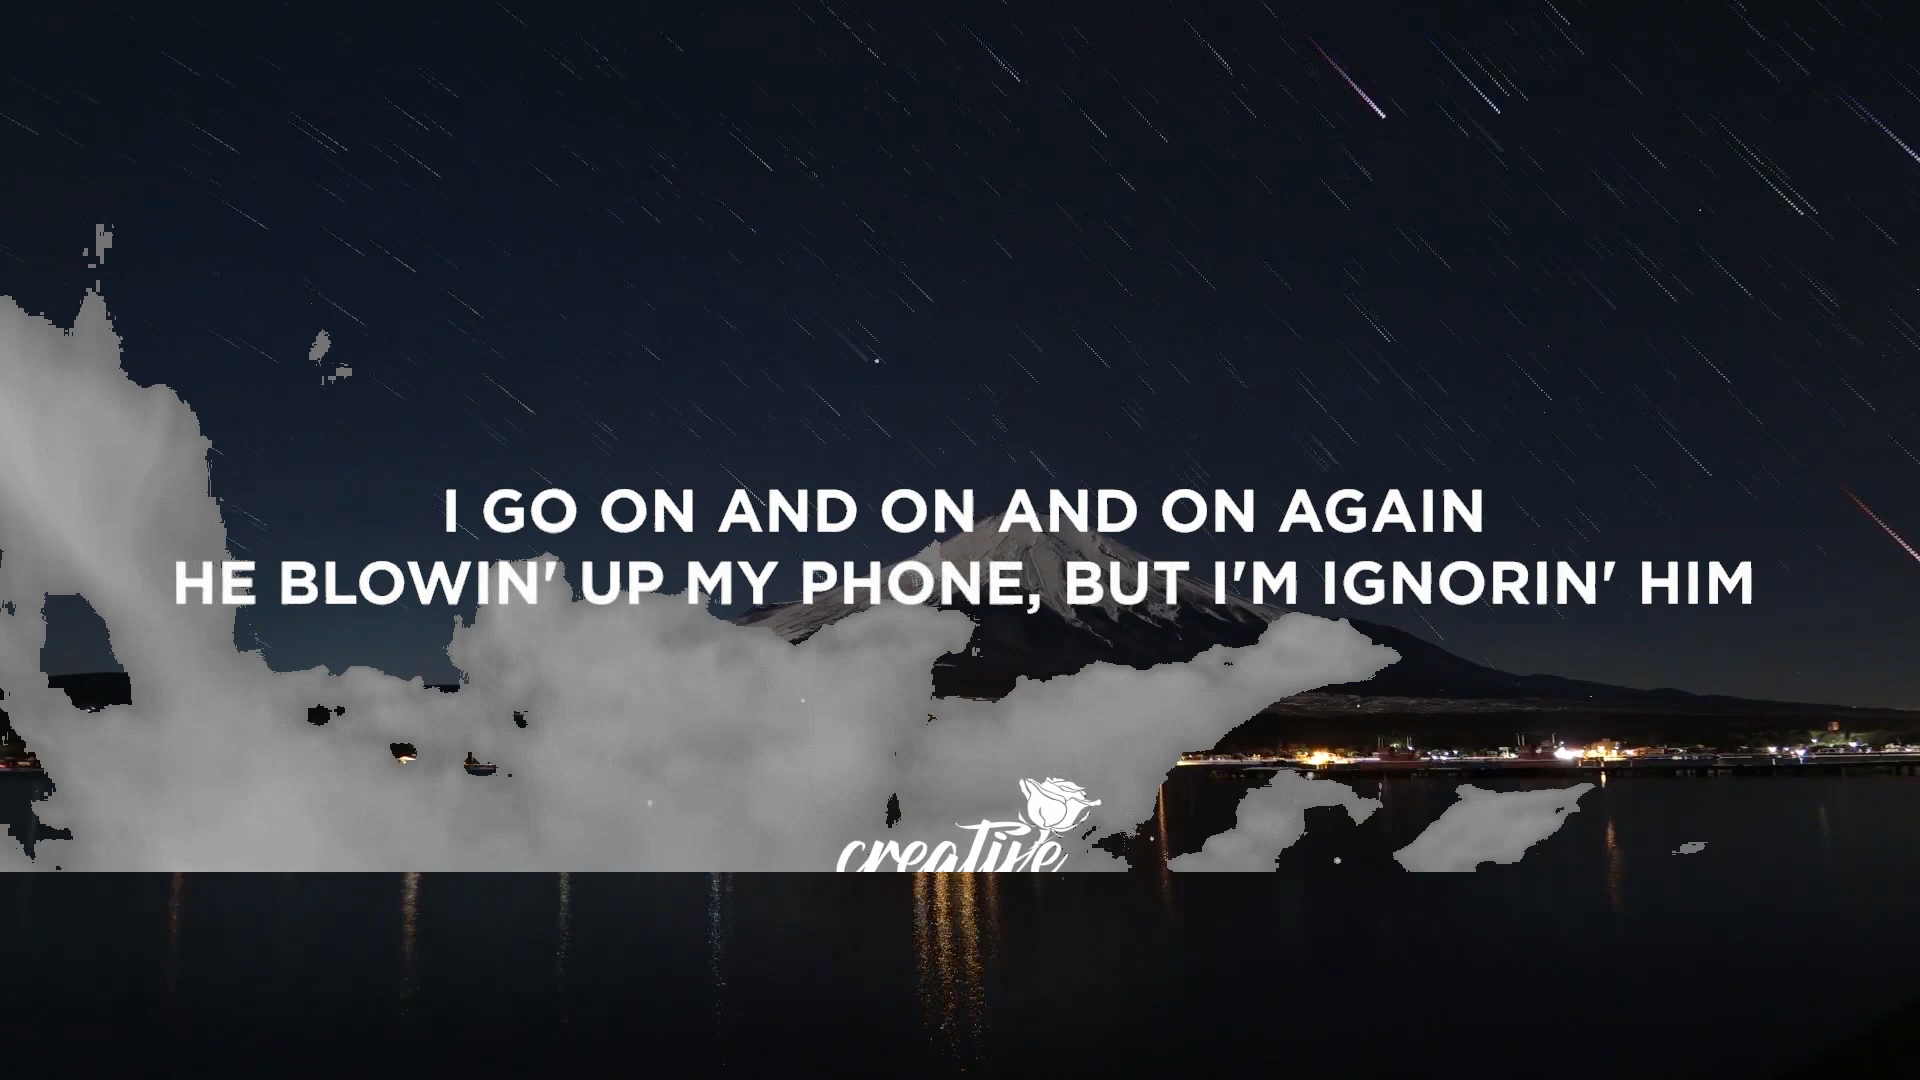 I GO ON AND ON AND ON AGAIN
HE BLOWIN' UP MY PHONE, BUT I'M IGNORIN' HIM
creative